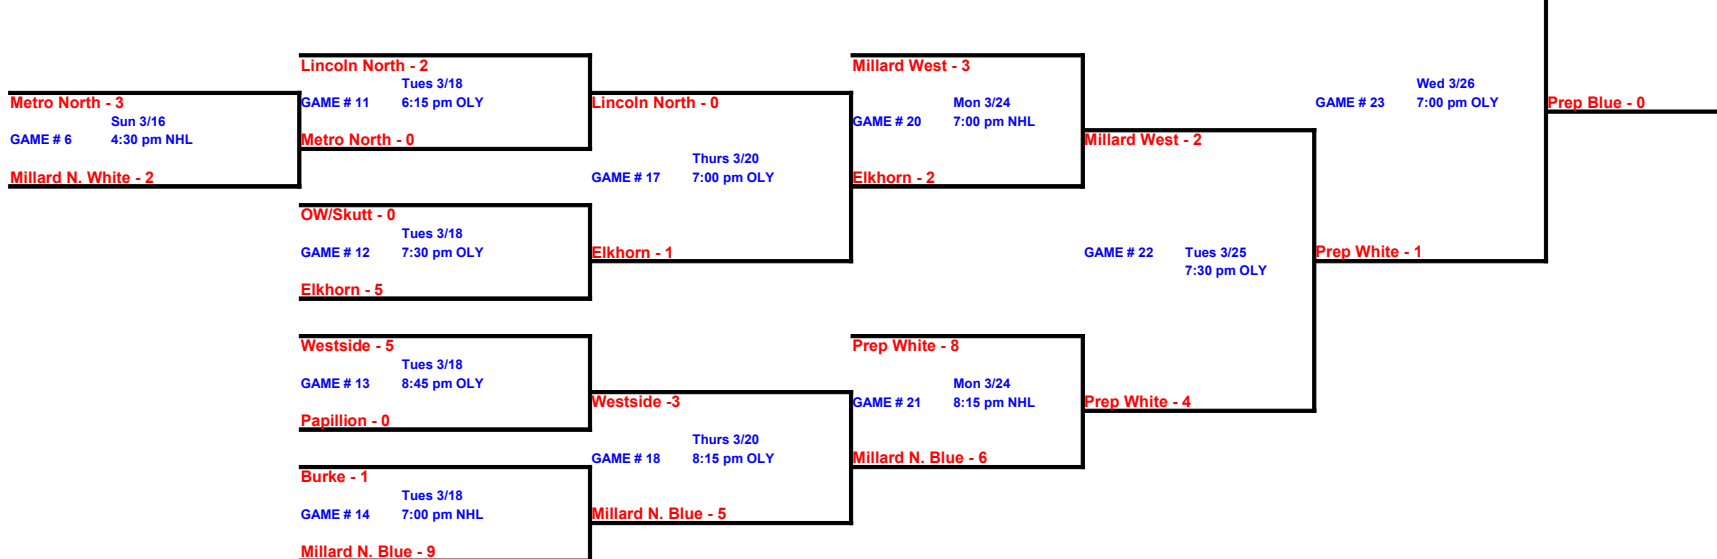 Lincoln North - 2
Tues 3/18
GAME # 11 6:15 pm OLY
Metro North - 0
Metro North - 3
Sun 3/16
GAME # 6 4:30 pm NHL
Millard N. White - 2
OW/Skutt - 0
Tues 3/18
GAME # 12 7:30 pm OLY
Elkhorn - 5
Westside - 5
Tues 3/18
GAME # 13 8:45 pm OLY
Papillion - 0
Burke - 1
Tues 3/18
GAME # 14 7:00 pm NHL
Millard N. Blue - 9
Lincoln North - 0
Thurs 3/20
GAME # 17 7:00 pm OLY
Elkhorn - 1
Westside -3
Thurs 3/20
GAME # 18 8:15 pm OLY
Millard N. Blue - 5
Millard West - 3
Mon 3/24
GAME # 20 7:00 pm NHL
Elkhorn - 2
Prep White - 8
Mon 3/24
GAME # 21 8:15 pm NHL
Millard N. Blue - 6
Millard West - 2
GAME # 22 Tues 3/25
7:30 pm OLY
Prep White - 4
Wed 3/26
GAME # 23 7:00 pm OLY
Prep White - 1
Prep Blue - 0